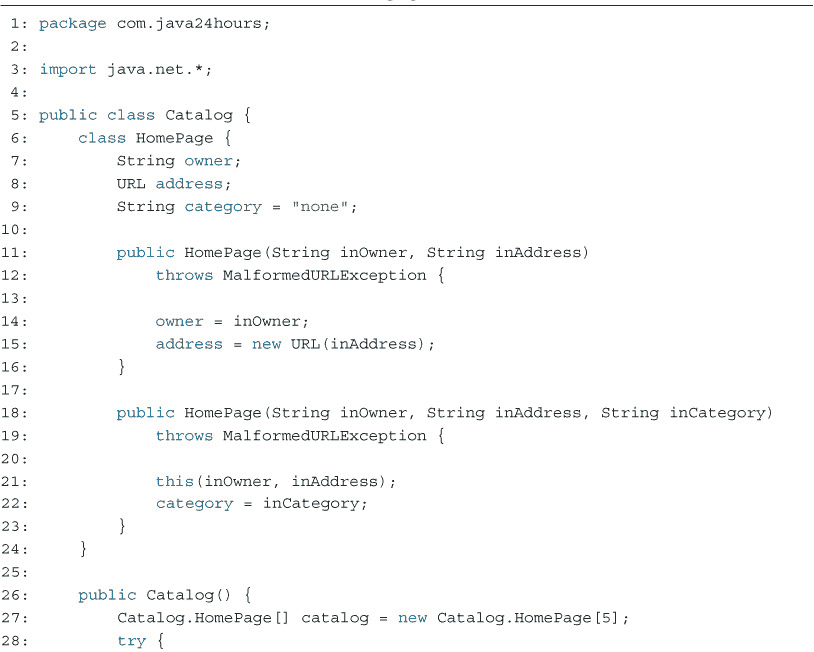 1: package com.java24hours;
2:
3: import java.net.*;
4:
5: public class Catalog {
6:     class HomePage {
7:         String owner;
8:         URL address;
9:         String category = "none";
10:
11:         public HomePage(String inOwner, String inAddress)
12:             throws MalformedURLException {
13:
14:             owner = inOwner;
15:             address = new URL(inAddress);
16:         }
17:
18:         public HomePage(String inOwner, String inAddress, String inCategory)
19:             throws MalformedURLException {
20:
21:             this(inOwner, inAddress);
22:             category = inCategory;
23:         }
24:     }
25:
26:     public Catalog() {
27:         Catalog.HomePage[] catalog = new Catalog.HomePage[5];
28:         try {